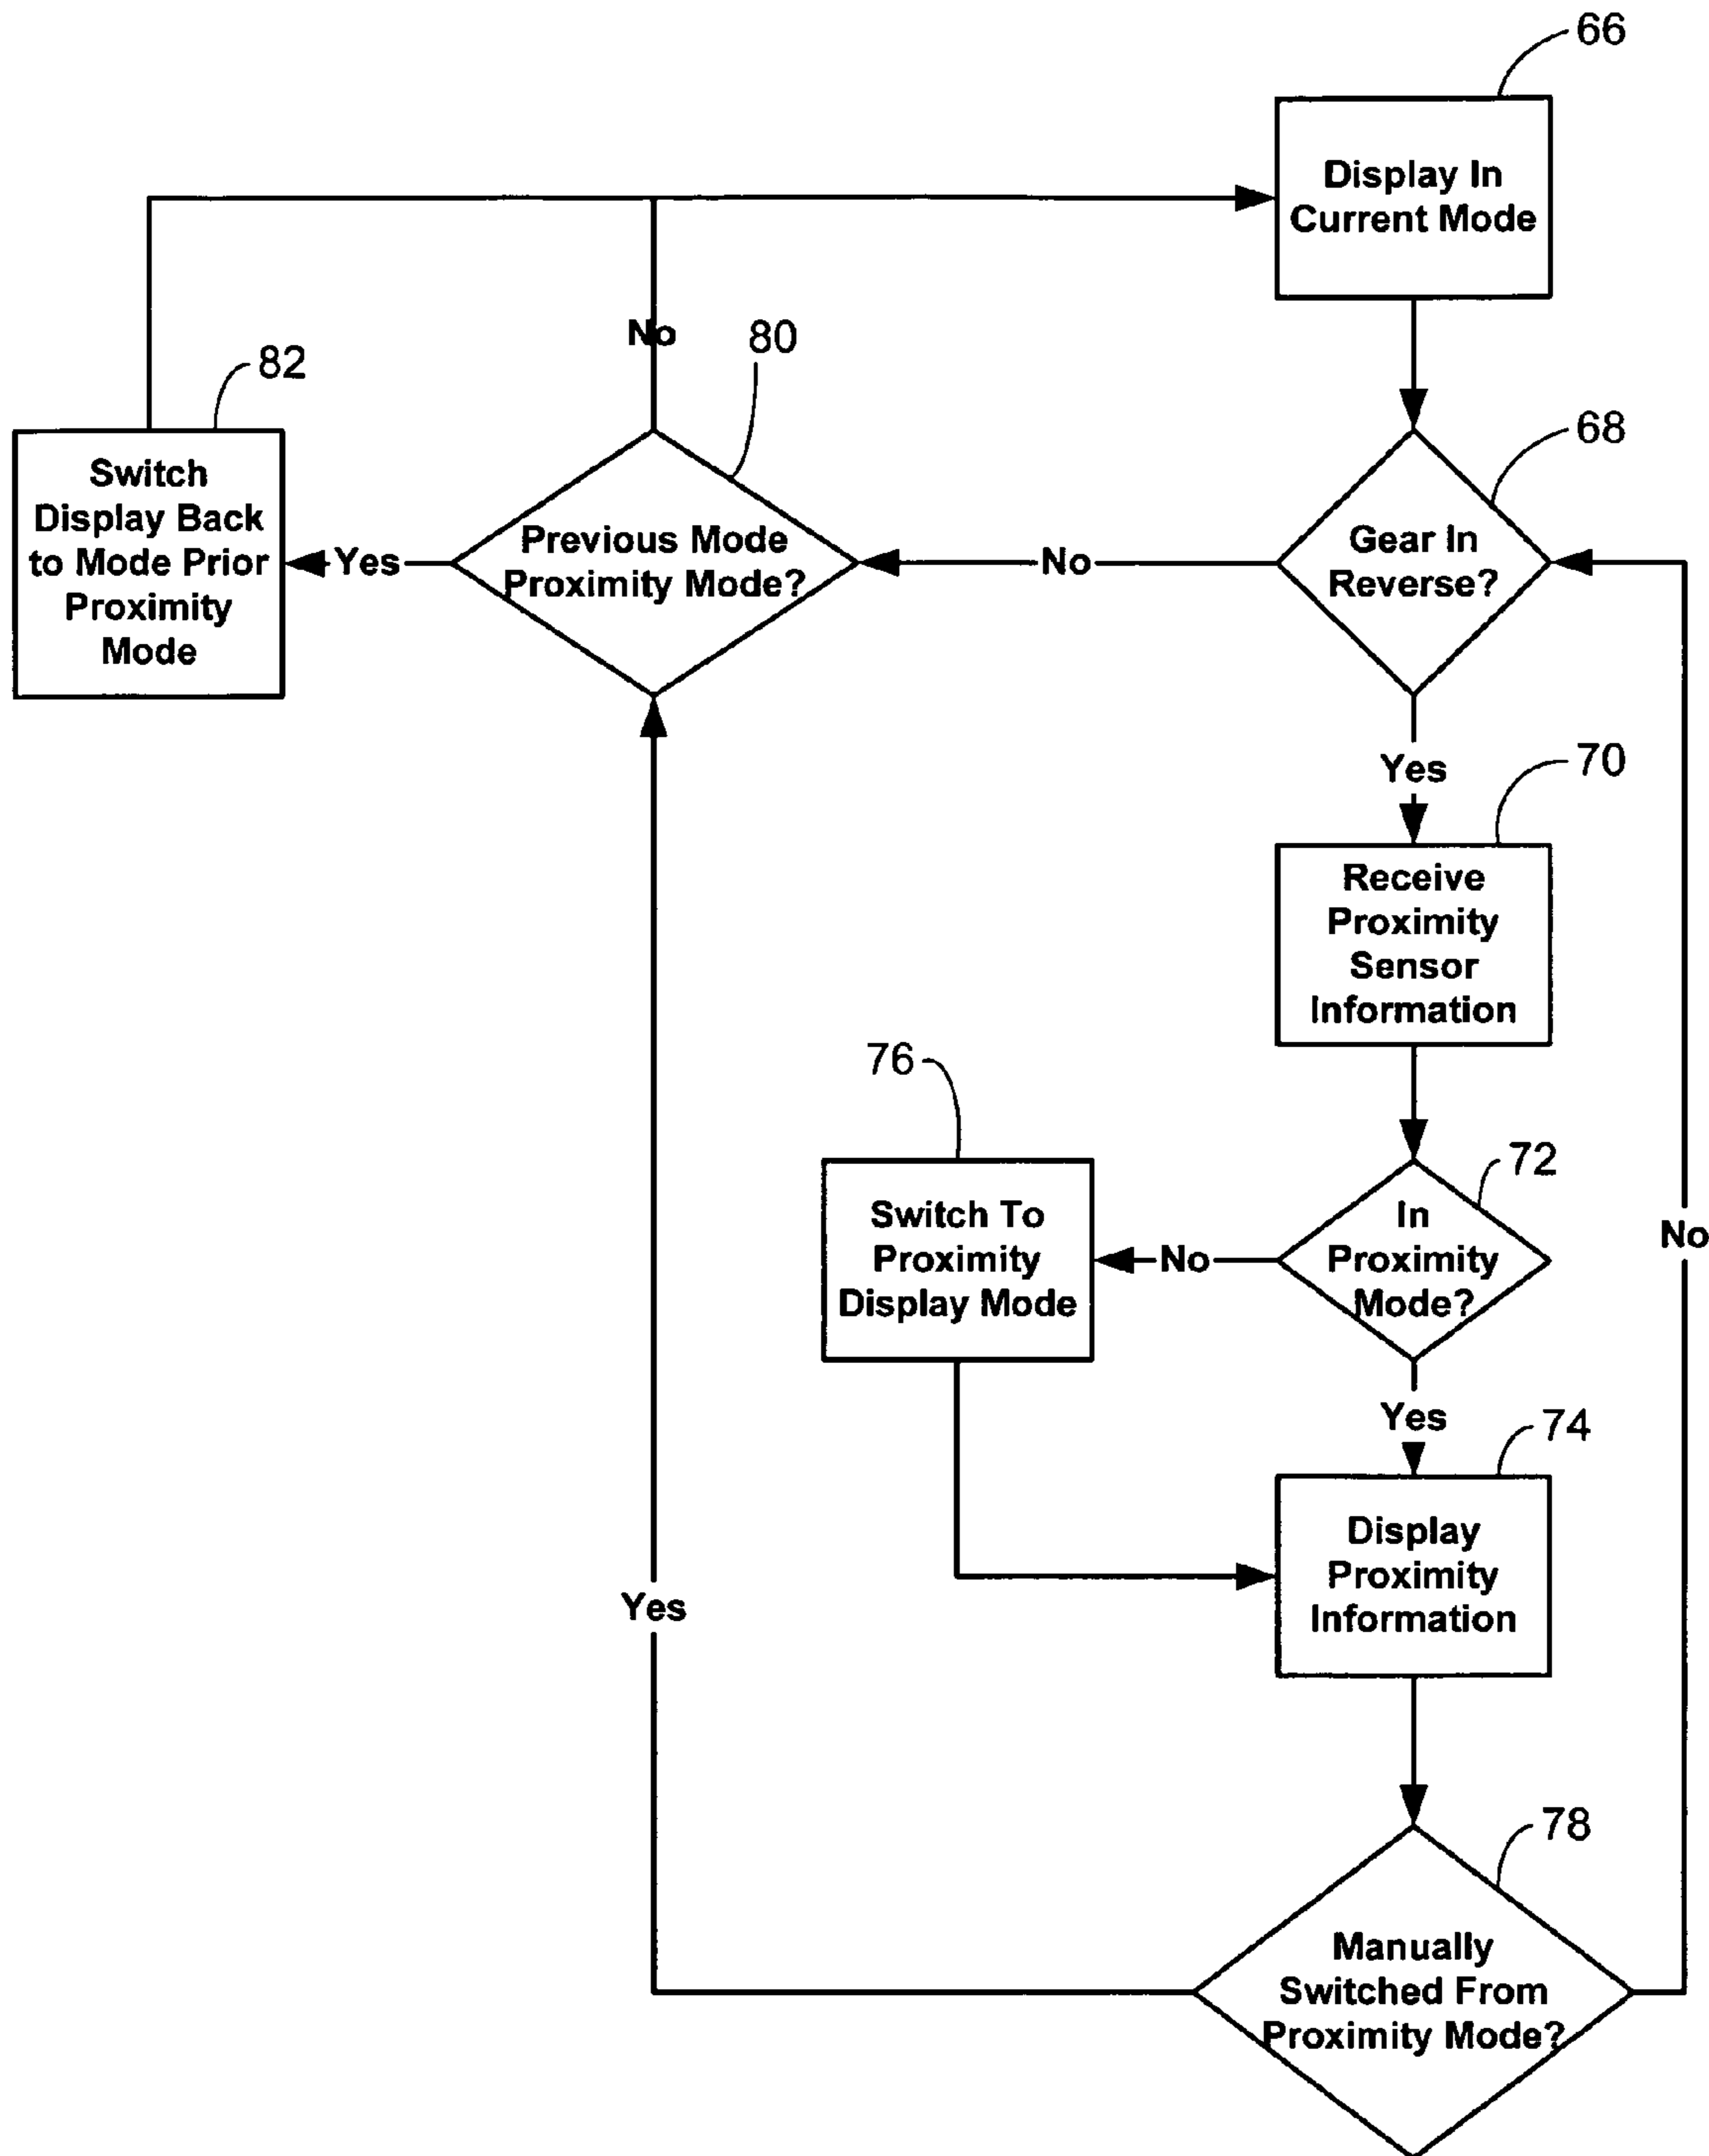 66
Display In
Current Mode
No
80
82
68
Switch
Display Back
to Mode Prior
Proximity
Mode
Yes
Previous Mode
Proximity Mode?
No
Gear In
Reverse?
Yes
70
Receive
Proximity
Sensor
Information
76
72
Switch To
Proximity
Display Mode
No
In
Proximity
Mode?
No
Yes
74
Display
Proximity
Information
Yes
78
Manually
Switched From
Proximity Mode?